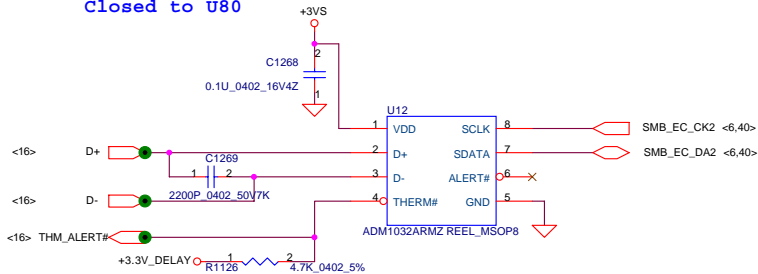 Closed to U80
+3VS
2
C1268
0.1U_0402_16V4Z
1
U12
1 VDD SCLK 8 SMB_EC_CK2 <6,40>
<16> D+ 2 D+ SDATA 7 SMB_EC_DA2 <6,40>
C1269
1 2 3 D- ALERT# 6
2200P_0402_50V7K
<16> D- 4 THERM# GND 5
ADM1032ARMZ REEL_MSOP8
<16> THM_ALERT#
+3.3V_DELAY 1 2
R1126 4.7K_0402_5%